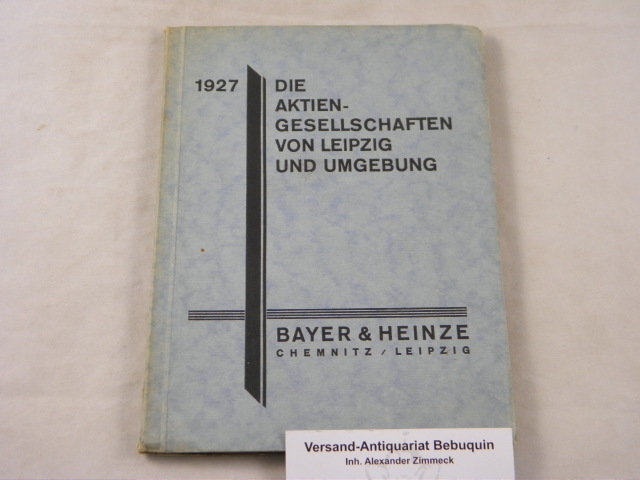 1927
DIE
AKTIEN-
GESELLSCHAFTEN
VON LEIPZIG
UND UMGEBUNG
BAYER & HEINZE
CHEMNITZ / LEIPZIG
Versand-Antiquariat Bebuquin
Inh. Alexander Zimmeck